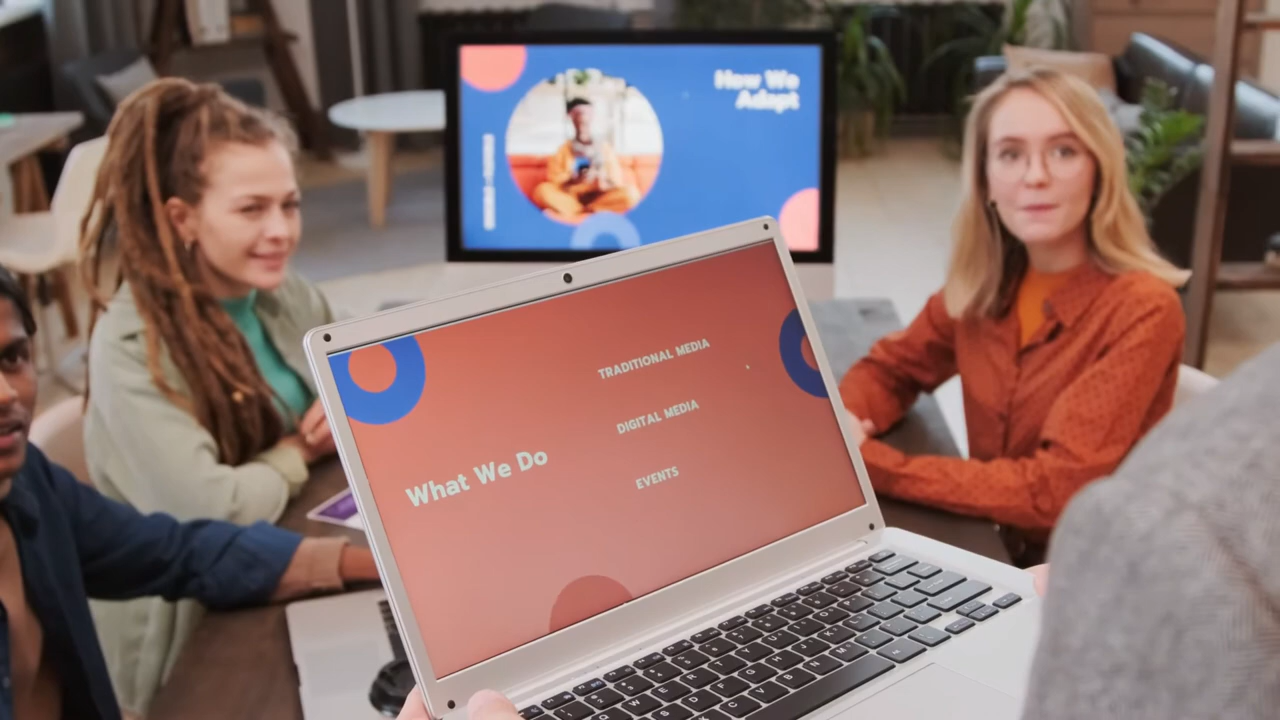 How We
Adapt
What We Do
TRADITIONAL MEDIA
DIGITAL MEDIA
EVENTS